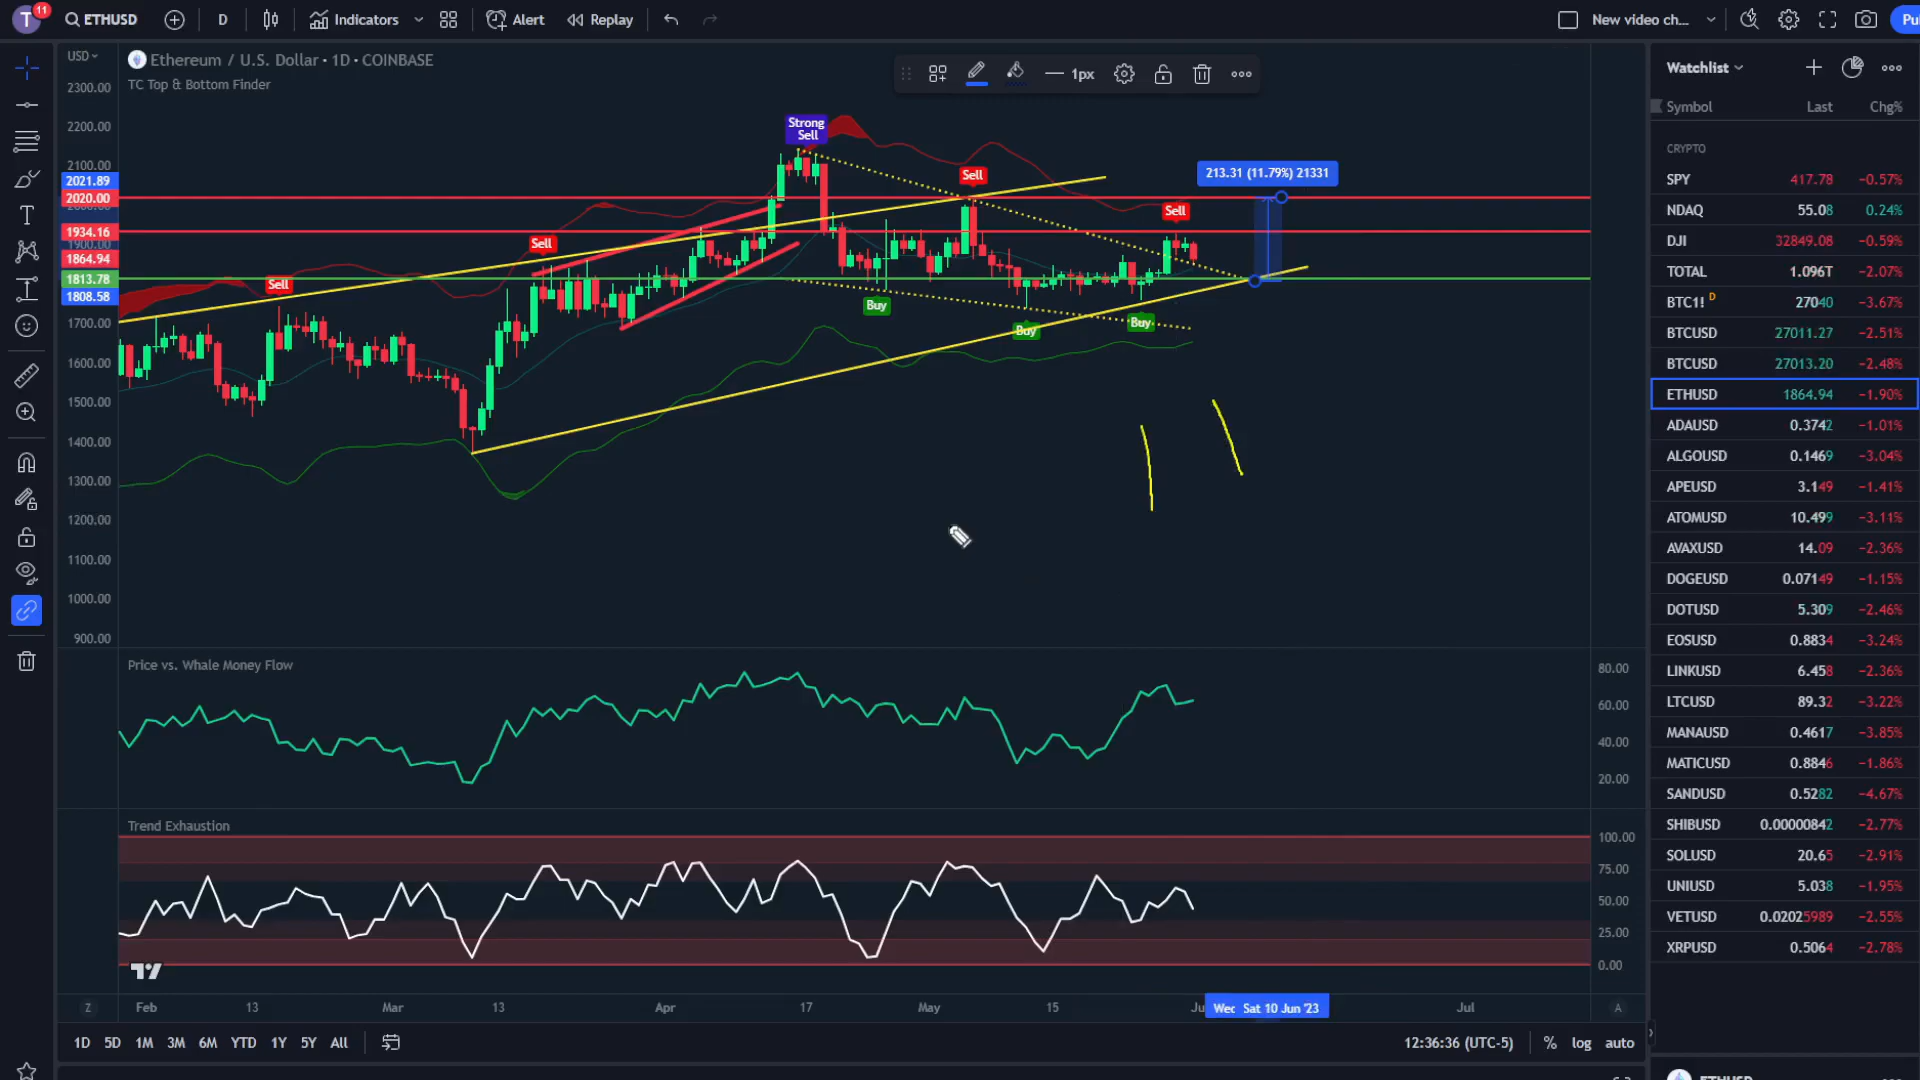 T 11 ETHUSD D Indicators Alert Replay New video ch... Pu
USD
Ethereum / U.S. Dollar • 1D • COINBASE
TC Top & Bottom Finder
1px
2300.00
2200.00
2100.00
2021.89
2020.00
1934.16
1900.00
1864.94
1813.78
1808.58
1700.00
1600.00
1500.00
1400.00
1300.00
1200.00
1100.00
1000.00
900.00
Strong
Sell
Sell
Sell
Sell
Sell
Buy
Buy
Buy
213.31 (11.79%) 21331
Price vs. Whale Money Flow
80.00
60.00
40.00
20.00
Trend Exhaustion
100.00
75.00
50.00
25.00
0.00
Z Feb 13 Mar 13 Apr 17 May 15 Ju Wec Sat 10 Jun '23 Jul A
1D 5D 1M 3M 6M YTD 1Y 5Y All 12:36:36 (UTC-5) % log auto
Watchlist
Symbol Last Chg%
CRYPTO
SPY 417.78 −0.57%
NDAQ 55.08 0.24%
DJI 32849.08 −0.59%
TOTAL 1.096T −2.07%
BTC1! D 27040 −3.67%
BTCUSD 27011.27 −2.51%
BTCUSD 27013.20 −2.48%
ETHUSD 1864.94 −1.90%
ADAUSD 0.3742 −1.01%
ALGOUSD 0.1469 −3.04%
APEUSD 3.149 −1.41%
ATOMUSD 10.499 −3.11%
AVAXUSD 14.09 −2.36%
DOGEUSD 0.07149 −1.15%
DOTUSD 5.309 −2.46%
EOSUSD 0.8834 −3.24%
LINKUSD 6.458 −2.36%
LTCUSD 89.32 −3.22%
MANAUSD 0.4617 −3.85%
MATICUSD 0.8846 −1.86%
SANDUSD 0.5282 −4.67%
SHIBUSD 0.00000842 −2.77%
SOLUSD 20.65 −2.91%
UNIUSD 5.038 −1.95%
VETUSD 0.02025989 −2.55%
XRPUSD 0.5064 −2.78%
ETHUSD